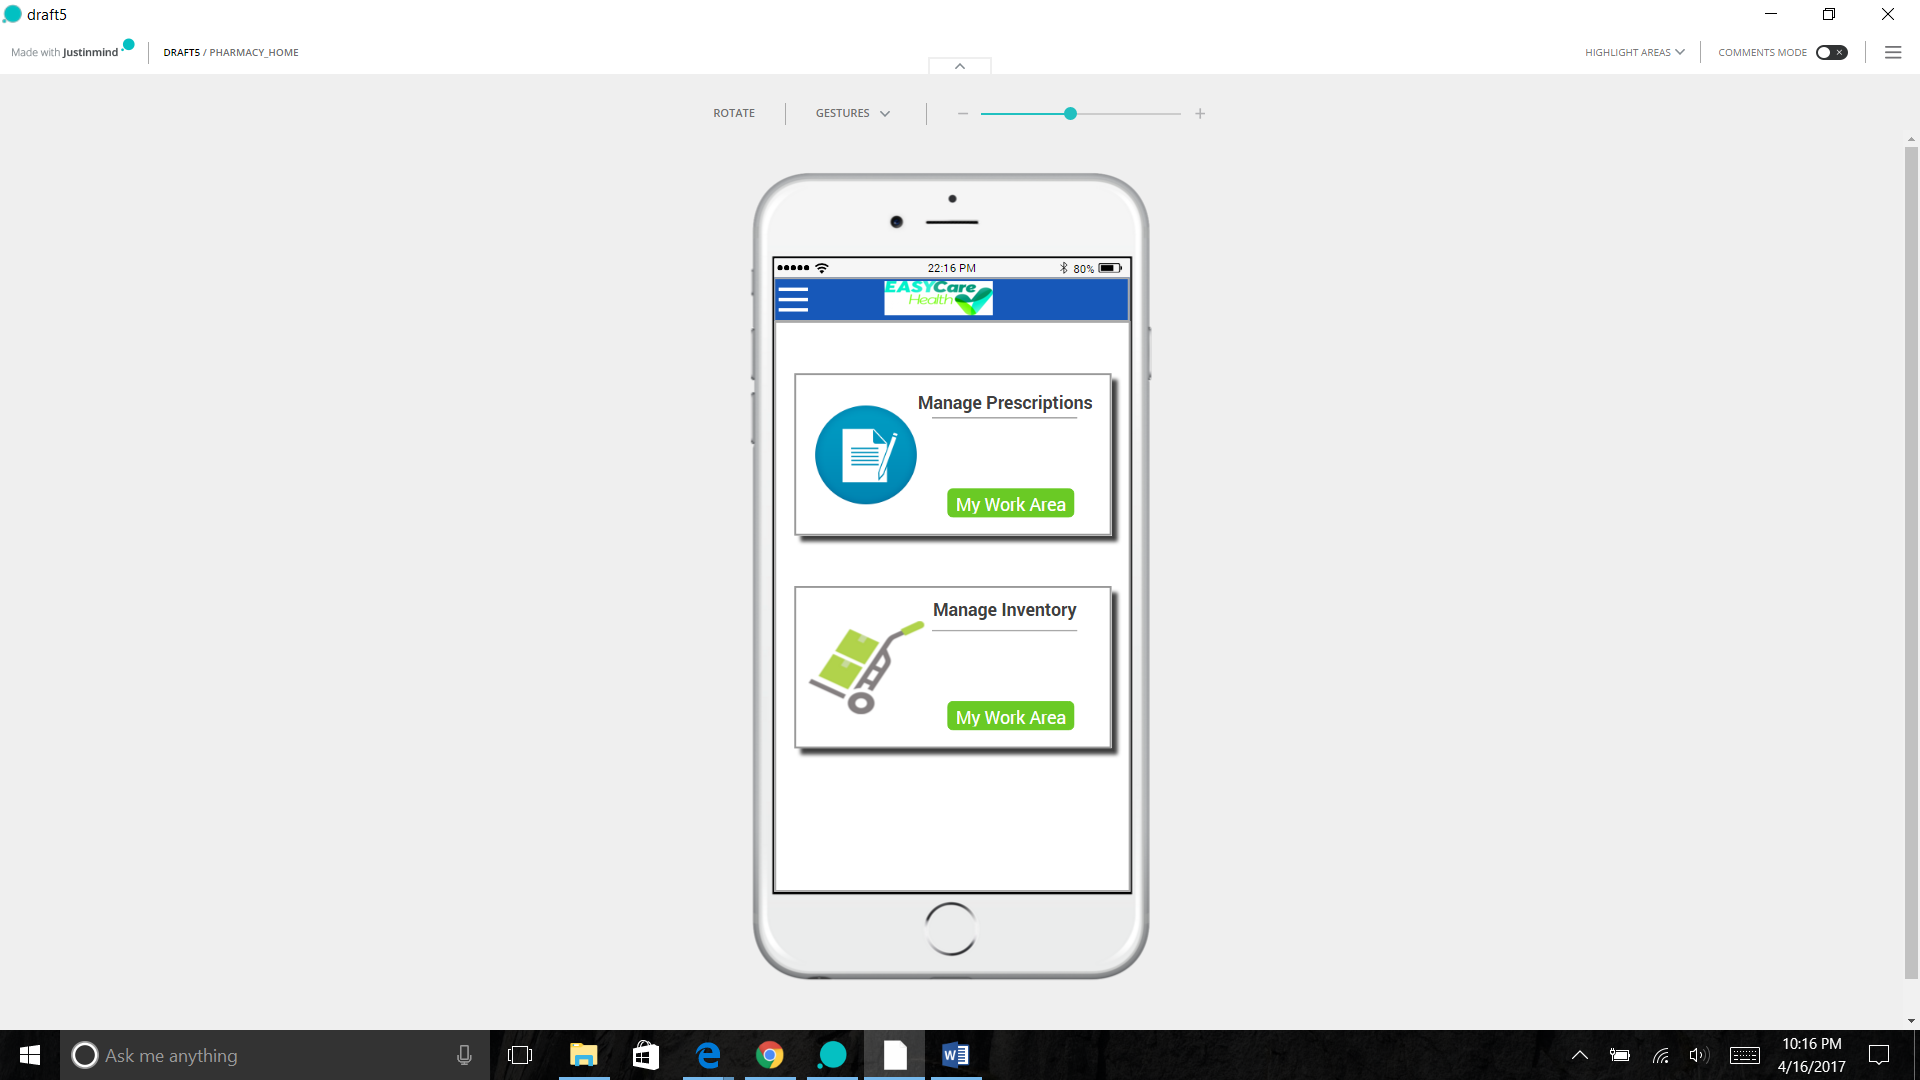 draft5
Made with Justinmind
DRAFT5 / PHARMACY_HOME
HIGHLIGHT AREAS
COMMENTS MODE
ROTATE
GESTURES
22:16 PM
80%
EASYCare
Health
Manage Prescriptions
My Work Area
Manage Inventory
My Work Area
Ask me anything
10:16 PM
4/16/2017